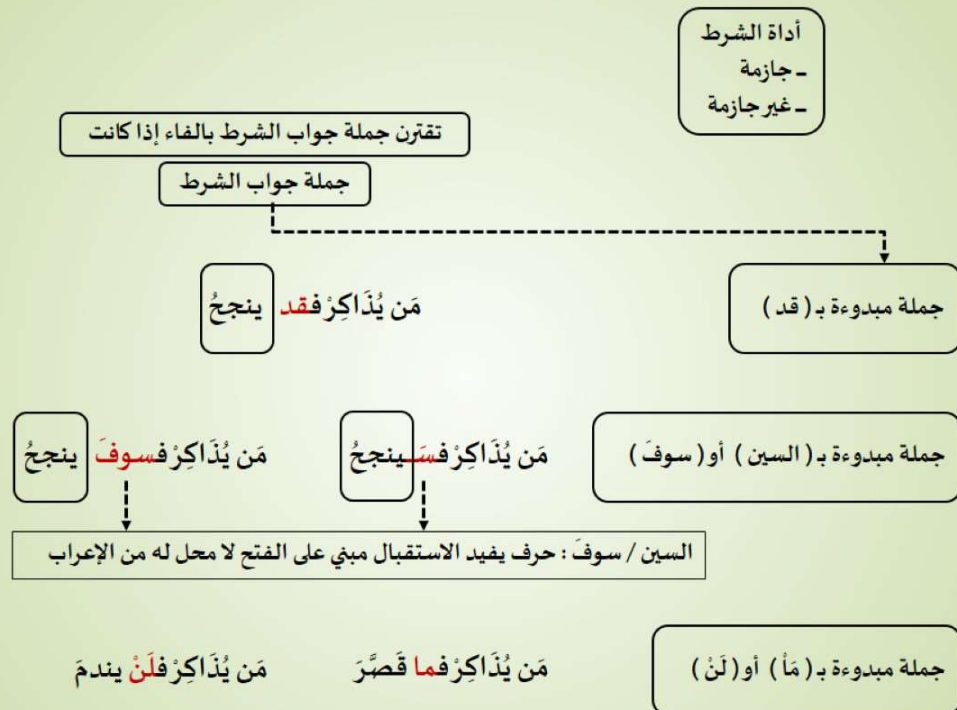 أداة الشرط
ـ جازمة
ـ غير جازمة
تقترن جملة جواب الشرط بالفاء إذا كانت
جملة جواب الشرط
جملة مبدوءة بـ ( قد )
مَن يُذَاكِرْ فقد ينجحُ
جملة مبدوءة بـ ( السين ) أو ( سوفَ )
مَن يُذَاكِرْ فسَـينجحُ
مَن يُذَاكِرْ فسوفَ ينجحُ
السين / سوفَ : حرف يفيد الاستقبال مبني على الفتح لا محل له من الإعراب
جملة مبدوءة بـ ( مَاْ ) أو ( لَنْ )
مَن يُذَاكِرْ فما قَصَّرَ
مَن يُذَاكِرْ فلَنْ يندمَ